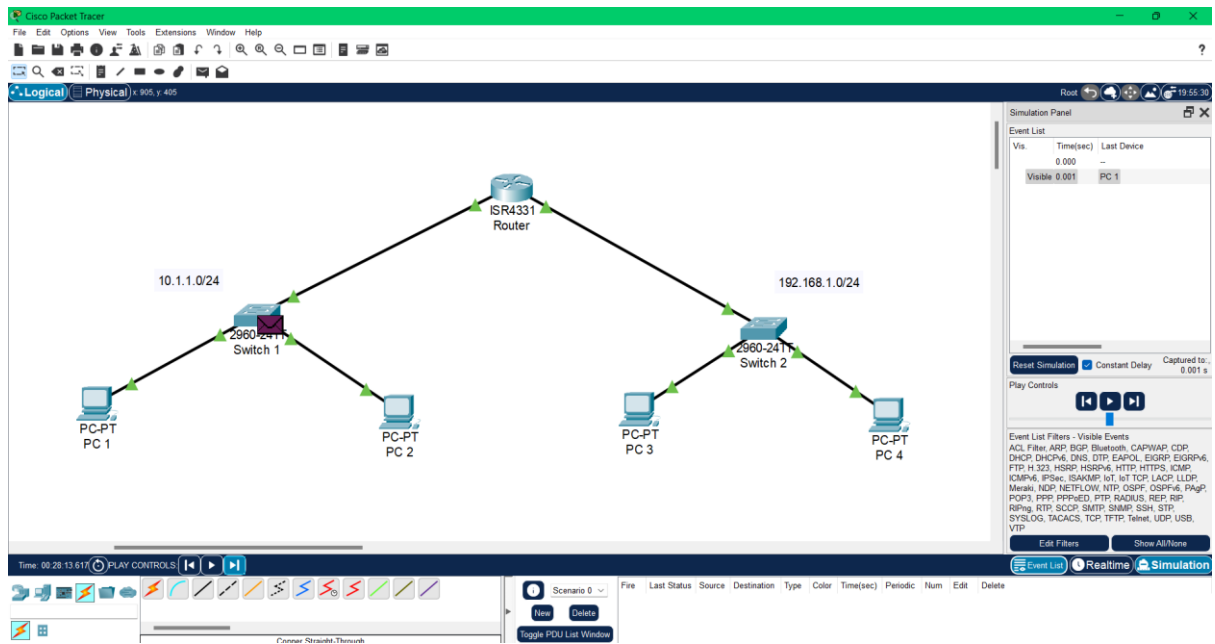 Cisco Packet Tracer
File Edit Options View Tools Extensions Window Help
?
Logical Physical x: 905, y: 405
Root 19:55:30
Simulation Panel
Event List
Vis. Time(sec) Last Device
0.000 --
Visible 0.001 PC 1
ISR4331
Router
10.1.1.0/24
192.168.1.0/24
2960-24TT
Switch 1
2960-24TT
Switch 2
PC-PT
PC 1
PC-PT
PC 2
PC-PT
PC 3
PC-PT
PC 4
Reset Simulation Constant Delay Captured to:
0.001 s
Play Controls
Event List Filters - Visible Events
ACL Filter, ARP, BGP, Bluetooth, CAPWAP, CDP,
DHCP, DHCPv6, DNS, DTP, EAPOL, EIGRP, EIGRPv6,
FTP, H.323, HSRP, HSRPv6, HTTP, HTTPS, ICMP,
ICMPv6, IPSec, ISAKMP, IoT, IoT TCP, LACP, LLDP,
Meraki, NDP, NETFLOW, NTP, OSPF, OSPFv6, PAgP,
POP3, PPP, PPPoED, PTP, RADIUS, REP, RIP,
RIPng, RTP, SCCP, SMTP, SNMP, SSH, STP,
SYSLOG, TACACS, TCP, TFTP, Telnet, UDP, USB,
VTP
Edit Filters Show All/None
Time: 00:28:13.617 PLAY CONTROLS:
Event List Realtime Simulation
Scenario 0
New Delete
Toggle PDU List Window
Fire Last Status Source Destination Type Color Time(sec) Periodic Num Edit Delete
Copper Straight-Through